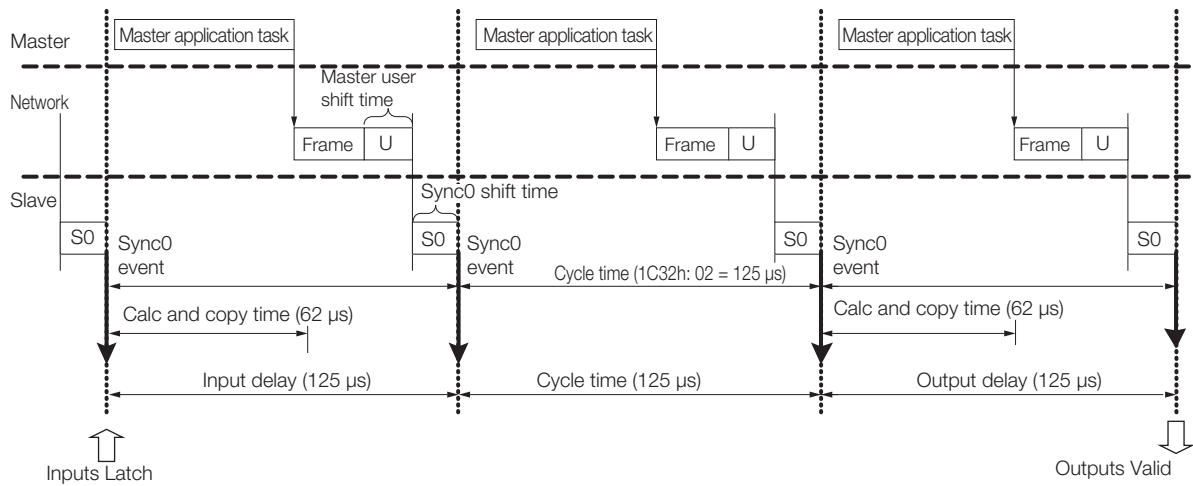 Master
Master application task
Master application task
Master application task
Master user
shift time
Network
Frame
U
Frame
U
Frame
U
Slave
Sync0 shift time
S0
Sync0
event
S0
Sync0
event
S0
Sync0
event
S0
Cycle time (1C32h: 02 = 125 µs)
Calc and copy time (62 µs)
Calc and copy time (62 µs)
Input delay (125 µs)
Cycle time (125 µs)
Output delay (125 µs)
Inputs Latch
Outputs Valid